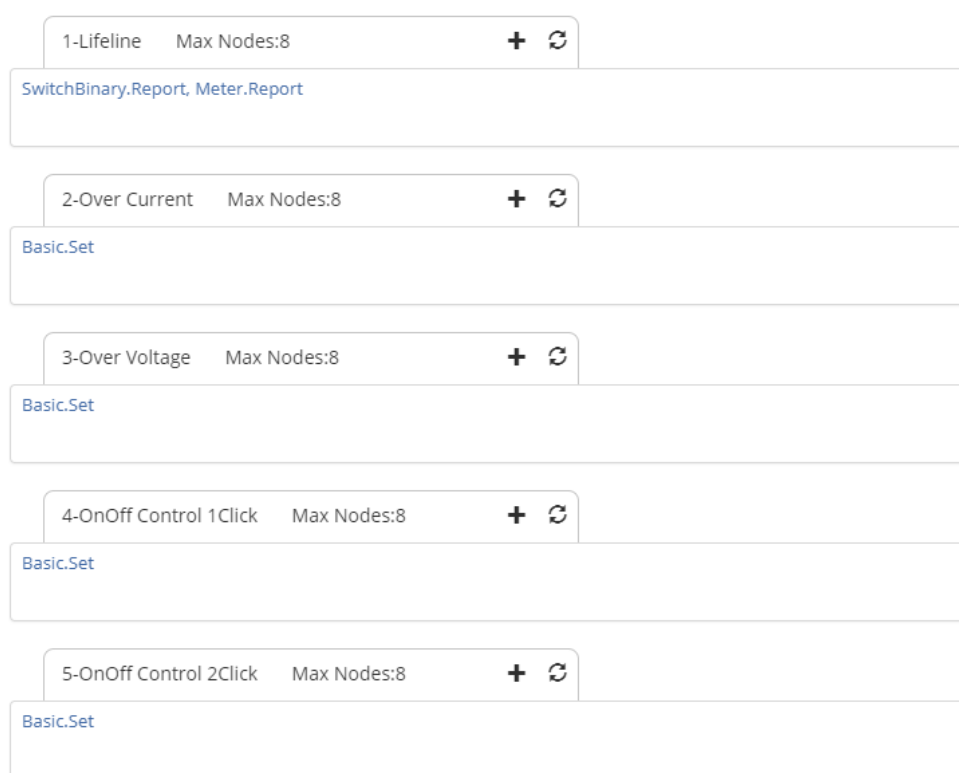 1-Lifeline Max Nodes:8
SwitchBinary.Report, Meter.Report
2-Over Current Max Nodes:8
Basic.Set
3-Over Voltage Max Nodes:8
Basic.Set
4-OnOff Control 1Click Max Nodes:8
Basic.Set
5-OnOff Control 2Click Max Nodes:8
Basic.Set